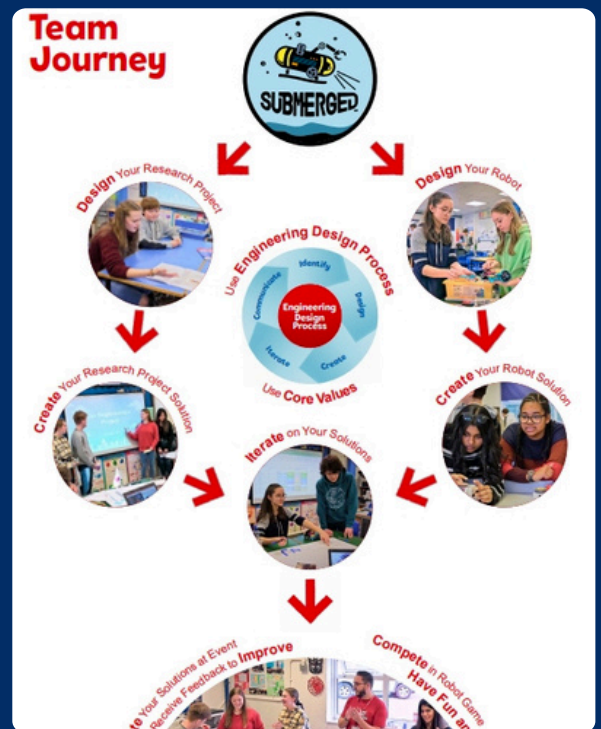 Team
Journey
SUBMERGED
Design Your Research Project
Design Your Robot
Use Engineering Design Process
Identify
Design
Create
Iterate
Communicate
Engineering
Design
Process
Use Core Values
Create Your Research Project Solution
Create Your Robot Solution
Iterate on Your Solutions
Your Solutions at Event
Receive Feedback to Improve
Compete in Robot Game
Have Fun